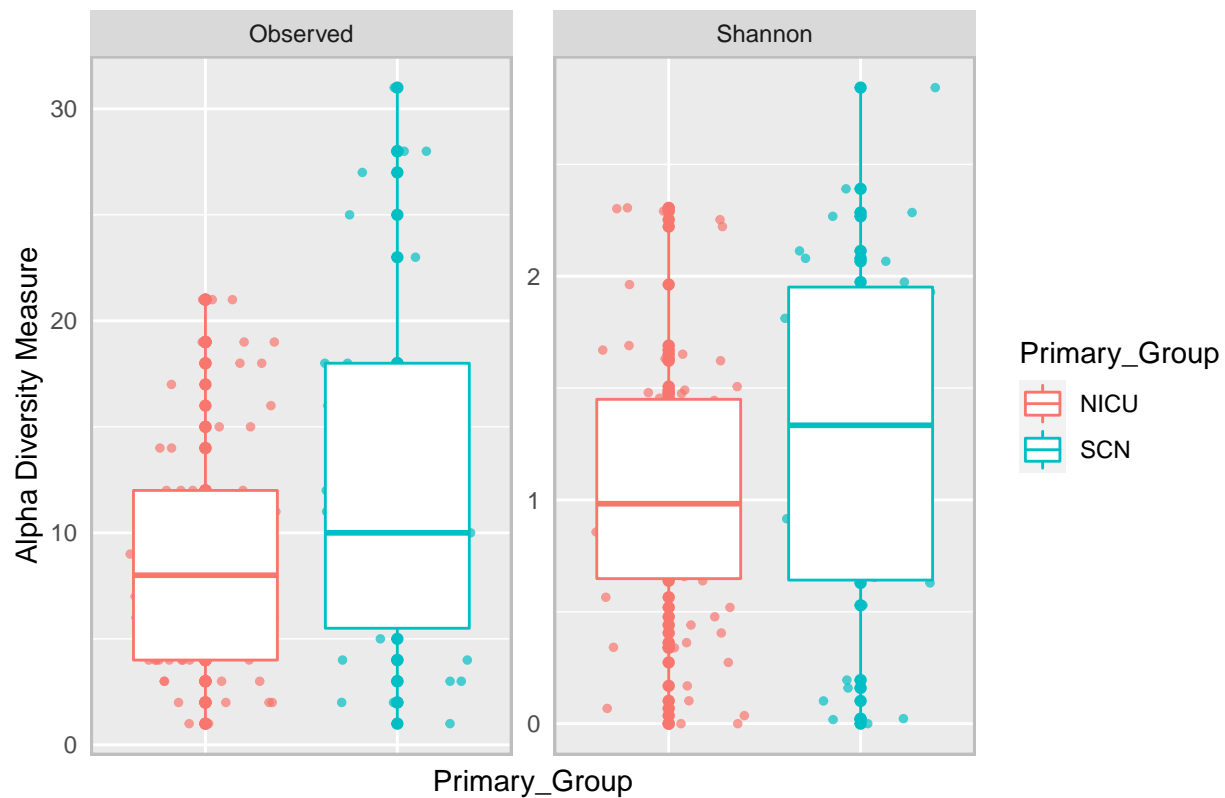 Observed
Shannon
Alpha Diversity Measure
30
20
10
0
2
1
0
Primary_Group
Primary_Group
NICU
SCN